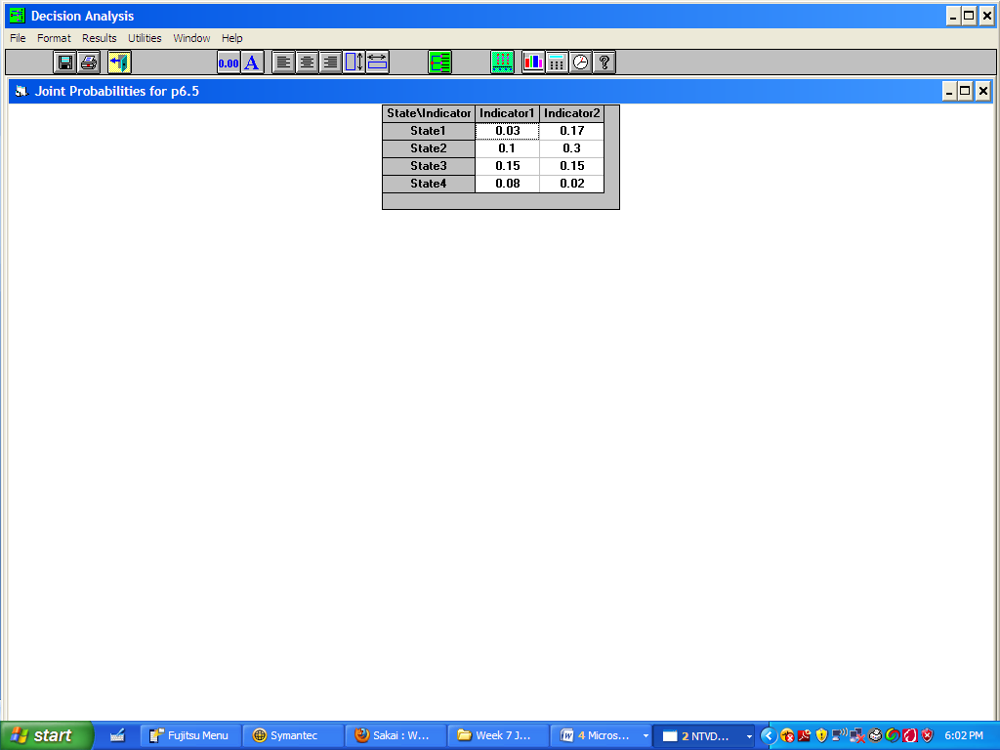 Decision Analysis
File Format Results Utilities Window Help
0.00 A ?
Joint Probabilities for p6.5
State\Indicator Indicator1 Indicator2
State1 0.03 0.17
State2 0.1 0.3
State3 0.15 0.15
State4 0.08 0.02
start Fujitsu Menu Symantec Sakai : W... Week 7 J... 4 Micros... 2 NTVD... 6:02 PM